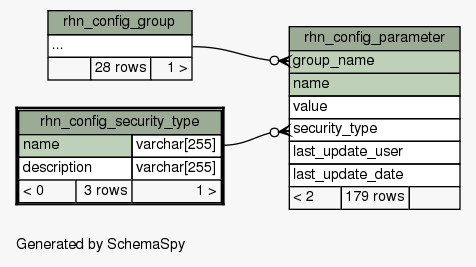 rhn_config_group
...
28 rows 1 >
rhn_config_parameter
group_name
name
value
security_type
last_update_user
last_update_date
< 2 179 rows
rhn_config_security_type
name varchar[255]
description varchar[255]
< 0 3 rows 1 >
Generated by SchemaSpy